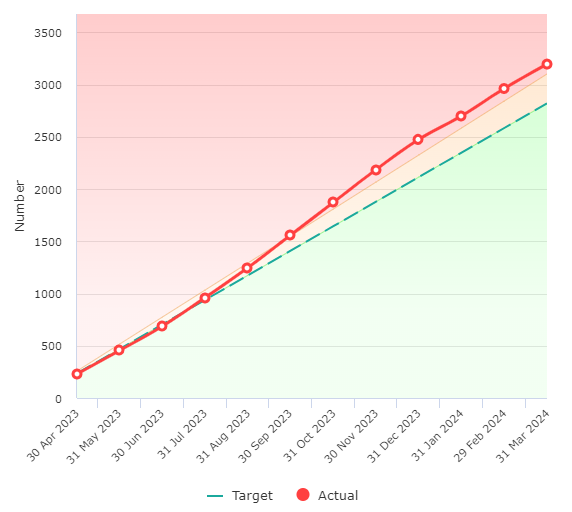 3500
3000
2500
2000
1500
1000
500
0
Number
30 Apr 2023
31 May 2023
30 Jun 2023
31 Jul 2023
31 Aug 2023
30 Sep 2023
31 Oct 2023
30 Nov 2023
31 Dec 2023
31 Jan 2024
29 Feb 2024
31 Mar 2024
Target Actual